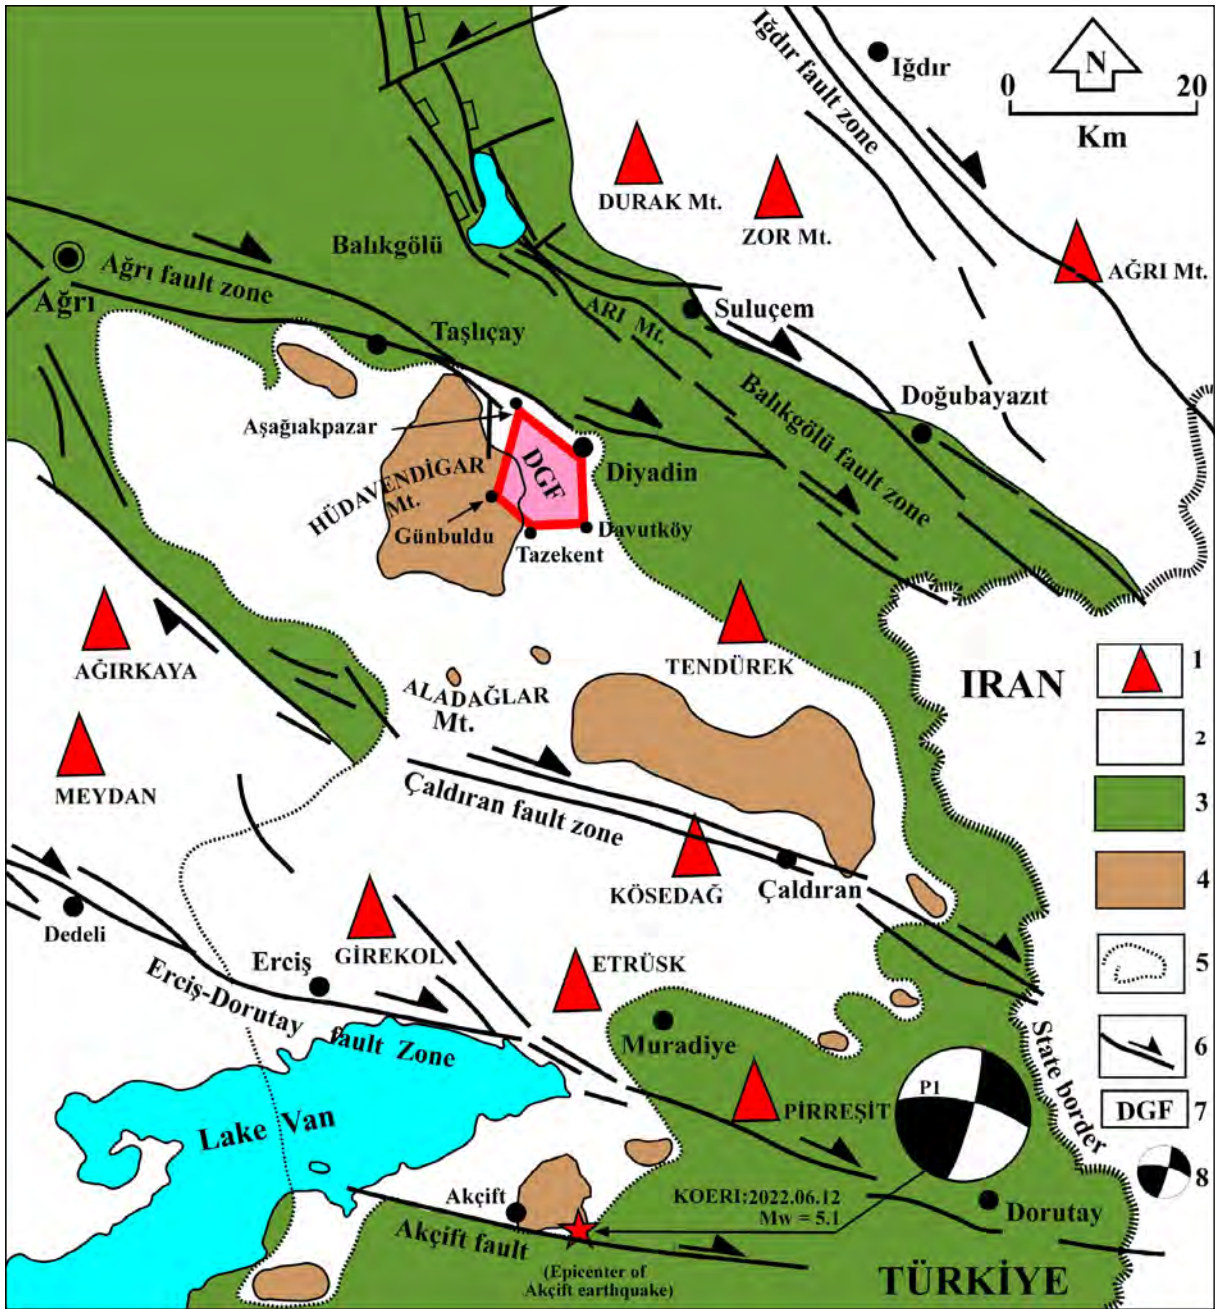 Iğdır fault zone
Iğdır
N
0 20
Km
DURAK Mt.
ZOR Mt.
AĞRI Mt.
Balıkgölü
Ağrı fault zone
Ağrı
Taşlıçay
ARI Mt.
Suluçem
Balıkgölü fault zone
Doğubayazıt
Aşağıakpazar
DGF
Diyadin
HÜDAVENDİGAR
Mt.
Günbuldu
Davutköy
Tazekent
AĞIRKAYA
TENDÜREK
IRAN
1
2
3
4
5
6
DGF 7
8
ALADAĞLAR
Mt.
MEYDAN
Çaldıran fault zone
KÖSEDAĞ
Çaldıran
Dedeli
GİREKOL
Erciş
ETRÜSK
Erciş-Dorutay
fault Zone
Muradiye
State border
P1
PİRREŞİT
Lake Van
KOERI:2022.06.12
Mw = 5.1
Akçift
Dorutay
Akçift fault
(Epicenter of
Akçift earthquake)
TÜRKİYE